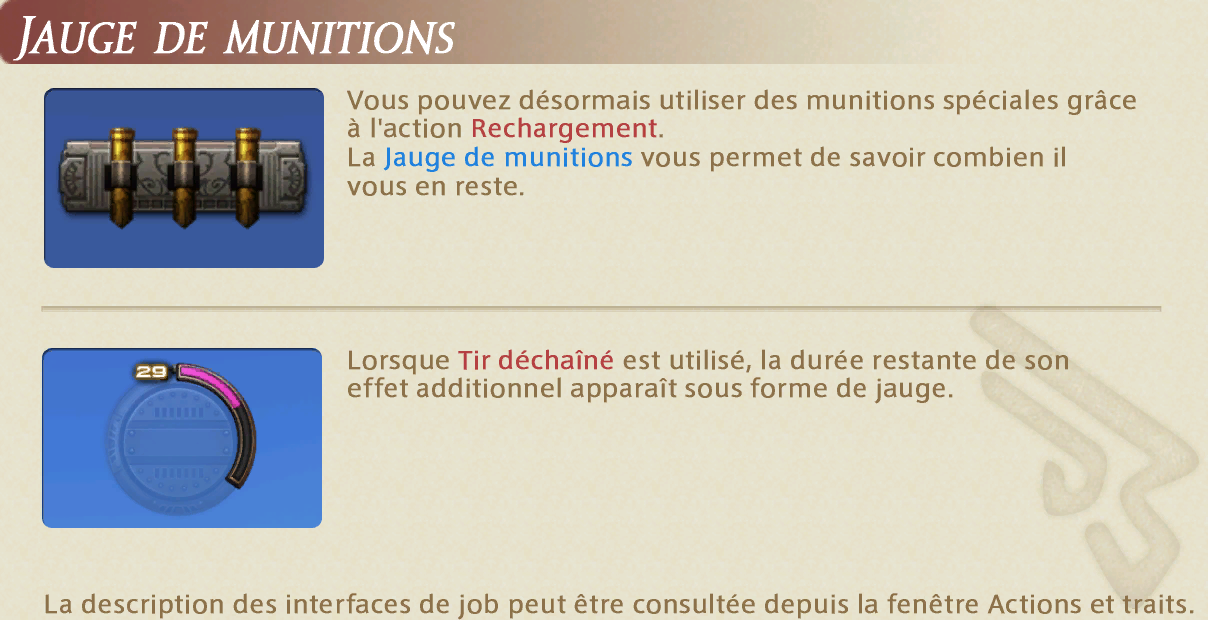 JAUGE DE MUNITIONS
Vous pouvez désormais utiliser des munitions spéciales grâce
à l'action Rechargement.
La Jauge de munitions vous permet de savoir combien il
vous en reste.
29
Lorsque Tir déchaîné est utilisé, la durée restante de son
effet additionnel apparaît sous forme de jauge.
La description des interfaces de job peut être consultée depuis la fenêtre Actions et traits.